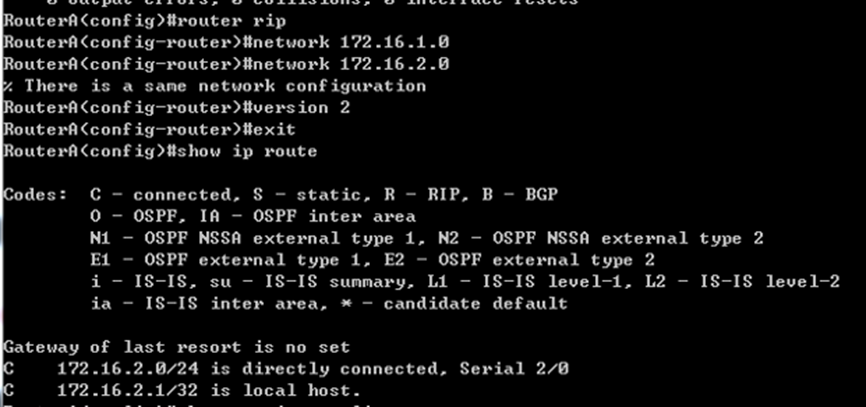 8 output errors, 0 collisions, 0 interface resets
RouterA(config)#router rip
RouterA(config-router)#network 172.16.1.0
RouterA(config-router)#network 172.16.2.0
% There is a same network configuration
RouterA(config-router)#version 2
RouterA(config-router)#exit
RouterA(config)#show ip route
Codes:  C - connected, S - static, R - RIP, B - BGP
O - OSPF, IA - OSPF inter area
N1 - OSPF NSSA external type 1, N2 - OSPF NSSA external type 2
E1 - OSPF external type 1, E2 - OSPF external type 2
i - IS-IS, su - IS-IS summary, L1 - IS-IS level-1, L2 - IS-IS level-2
ia - IS-IS inter area, * - candidate default
Gateway of last resort is no set
C    172.16.2.0/24 is directly connected, Serial 2/0
C    172.16.2.1/32 is local host.